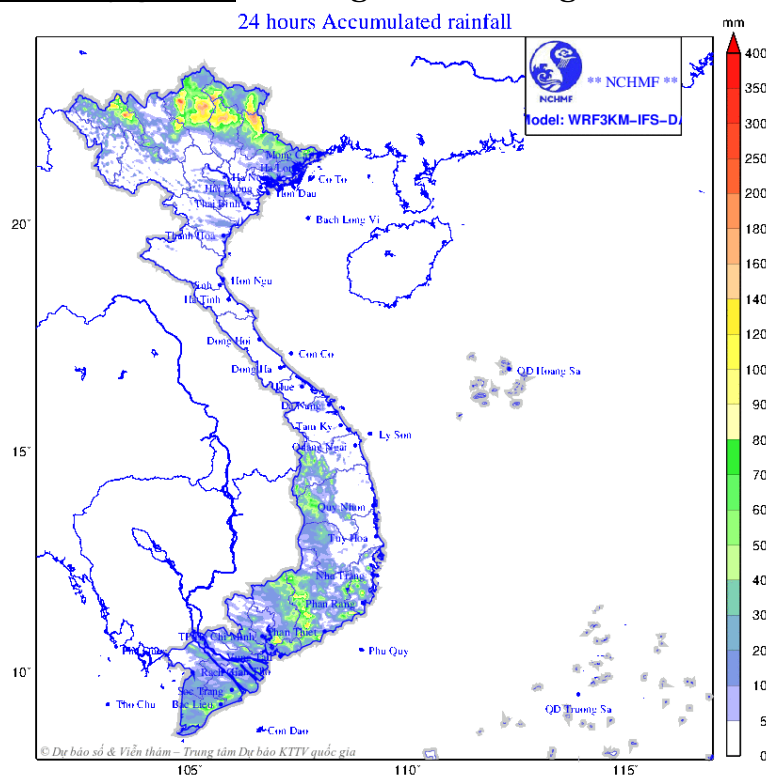 24 hours Accumulated rainfall
mm
** NCHMF **
NCHMF
Model: WRF3KM-IFS-DA
400
350
300
250
200
180
160
140
120
100
80
70
60
50
40
30
20
10
5
0
Mong Cai
Ha Long
Ha Noi
Co To
Hai Phong
Hon Dau
Thai Binh
20°
Bach Long Vi
Thanh Hoa
Hon Ngu
Vinh
Ha Tinh
Dong Hoi
Con Co
Dong Ha
QD Hoang Sa
Hue
Da Nang
Tam Ky
Ly Son
15°
Quang Ngai
Quy Nhon
Tuy Hoa
Nha Trang
Phan Rang
Phan Thiet
TP Ho Chi Minh
Phu Quy
10°
Rach Gia
Can Tho
Soc Trang
Bac Lieu
Tho Chu
QD Truong Sa
Con Dao
© Dự báo số & Viễn thám – Trung tâm Dự báo KTTV quốc gia
105°
110°
115°